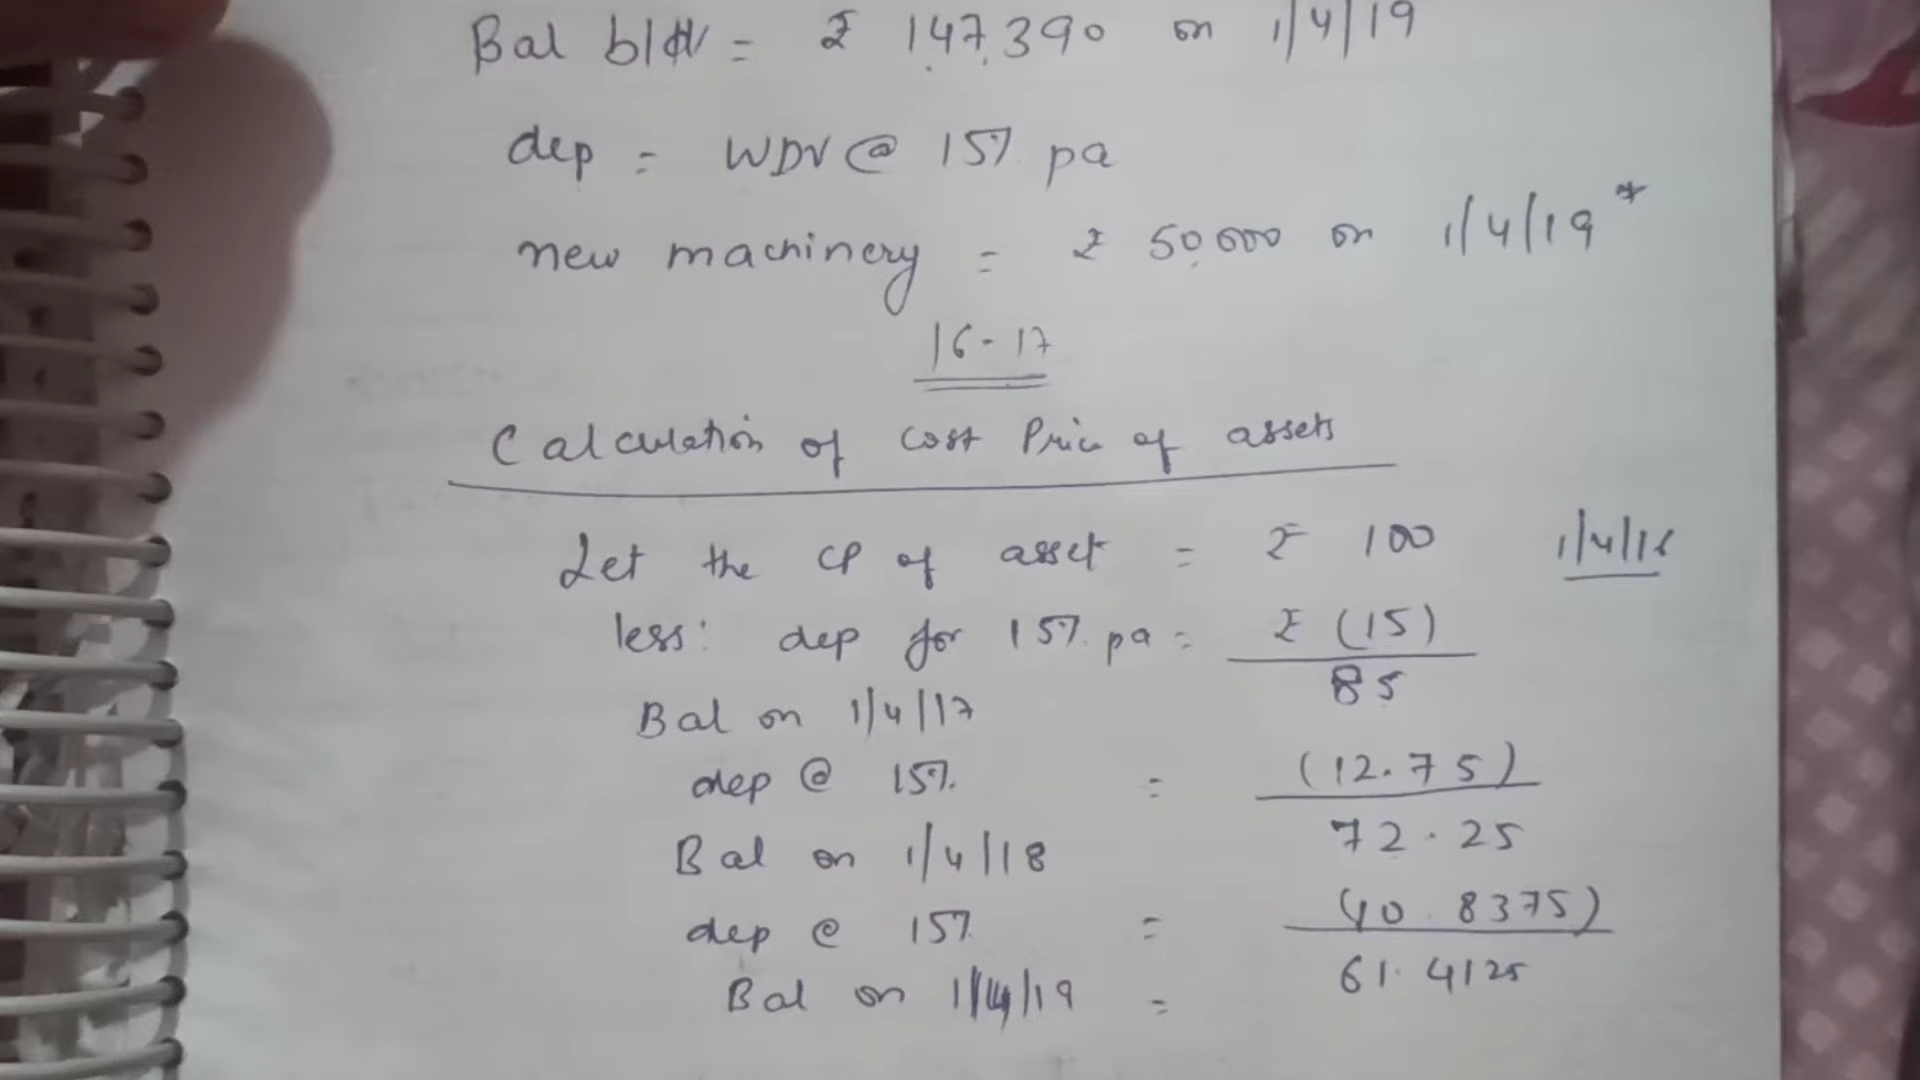 Bal b/d = ₹ 147,390 on 1/4/19
dep = WDV @ 15% pa
new machinery = ₹ 50,000 on 1/4/19 *
16-17
Calculation of cost Price of assets
Let the CP of asset = ₹ 100 1/4/16
less: dep for 15% pa = ₹ (15)
85
Bal on 1/4/17
dep @ 15% = (12.75)
72.25
Bal on 1/4/18
dep @ 15% = (10.8375)
61.4125
Bal on 1/4/19 =